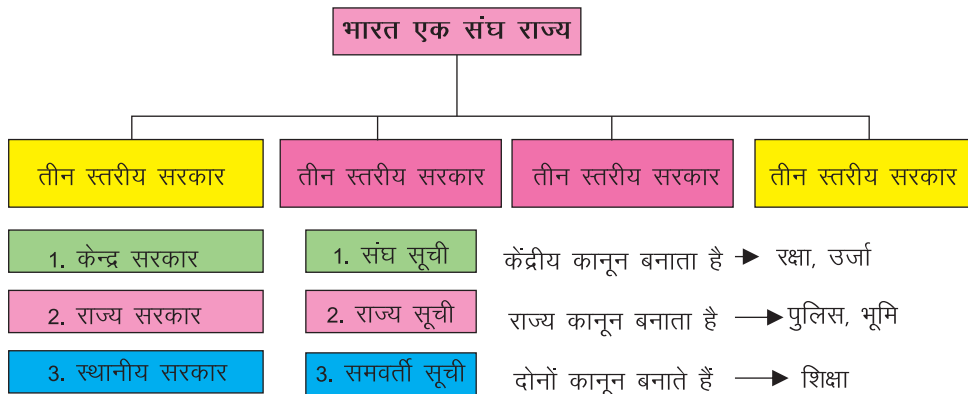 भारत एक संघ राज्य
तीन स्तरीय सरकार तीन स्तरीय सरकार तीन स्तरीय सरकार तीन स्तरीय सरकार
1. केन्द्र सरकार 1. संघ सूची केंद्रीय कानून बनाता है → रक्षा, उर्जा
2. राज्य सरकार 2. राज्य सूची राज्य कानून बनाता है → पुलिस, भूमि
3. स्थानीय सरकार 3. समवर्ती सूची दोनों कानून बनाते हैं → शिक्षा